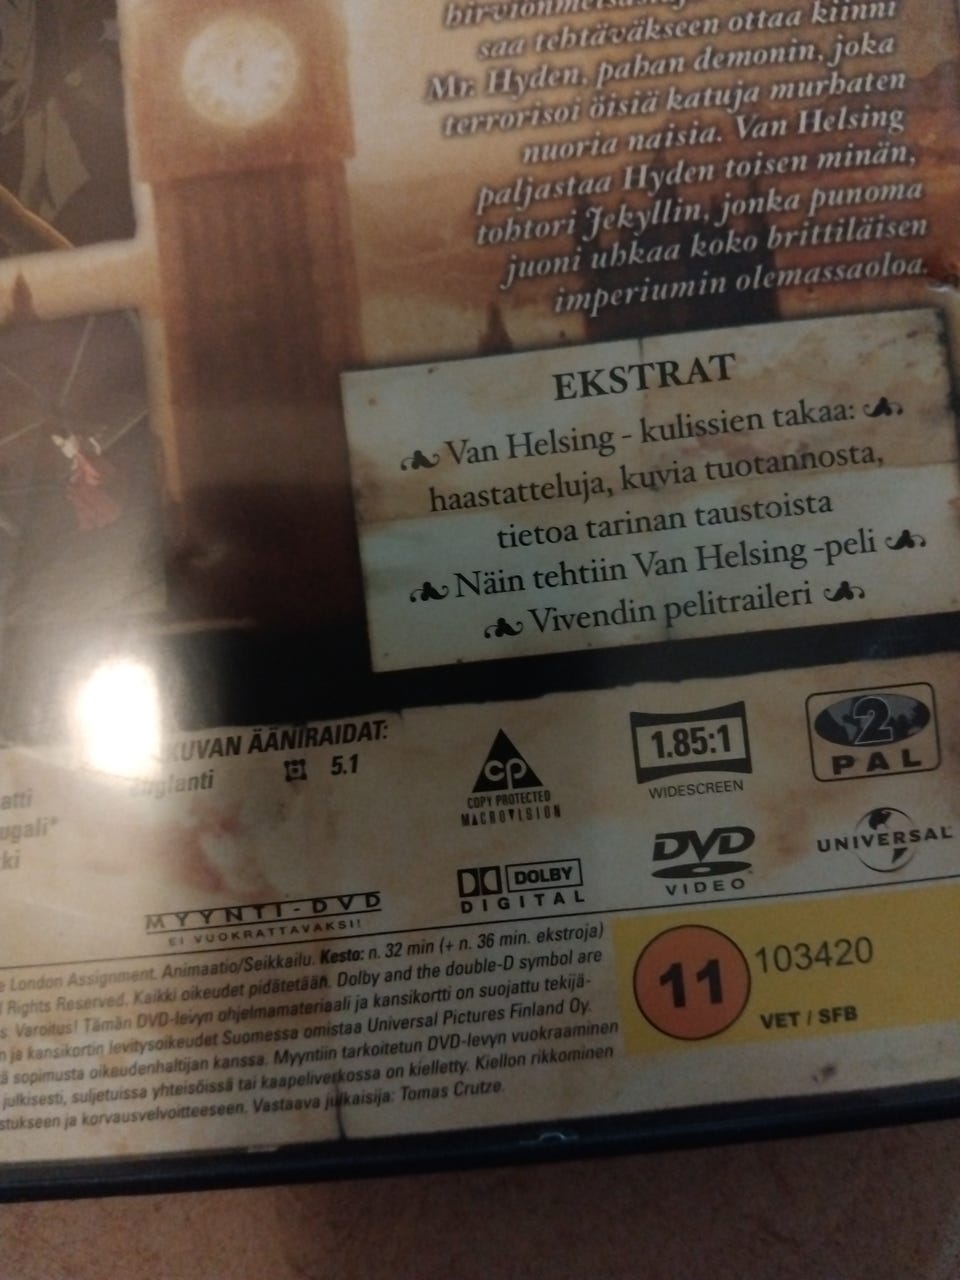 saa tehtäväkseen ottaa kiinni
Mr. Hyden, pahan demonin, joka
terrorisoi öisiä katuja murhaten
nuoria naisia. Van Helsing
paljastaa Hyden toisen minän,
tohtori Jekyllin, jonka punoma
juoni uhkaa koko brittiläisen
imperiumin olemassaoloa.
EKSTRAT
Van Helsing - kulissien takaa:
haastatteluja, kuvia tuotannosta,
tietoa tarinan taustoista
Näin tehtiin Van Helsing -peli
Vivendin pelitraileri
KUVAN ÄÄNIRAIDAT:
englanti 5.1
atti
ugali*
ki
cp
COPY PROTECTED
MACROVISION
1.85:1
WIDESCREEN
2
PAL
MYYNTI-DVD
EI VUOKRATTAVAKSI!
DOLBY
DIGITAL
DVD
VIDEO
UNIVERSAL
e London Assignment. Animaatio/Seikkailu. Kesto: n. 32 min (+ n. 36 min. ekstroja)
l Rights Reserved. Kaikki oikeudet pidätetään. Dolby and the double-D symbol are
s. Varoitus! Tämän DVD-levyn ohjelmamateriaali ja kansikortti on suojattu tekijä-
n ja kansikortin levitysoikeudet Suomessa omistaa Universal Pictures Finland Oy.
ä sopimusta oikeudenhaltijan kanssa. Myyntiin tarkoitetun DVD-levyn vuokraaminen
julkisesti, suljetuissa yhteisöissä tai kaapeliverkossa on kielletty. Kiellon rikkominen
stukseen ja korvausvelvoitteeseen. Vastaava julkaisija: Tomas Crutze.
11
103420
VET / SFB